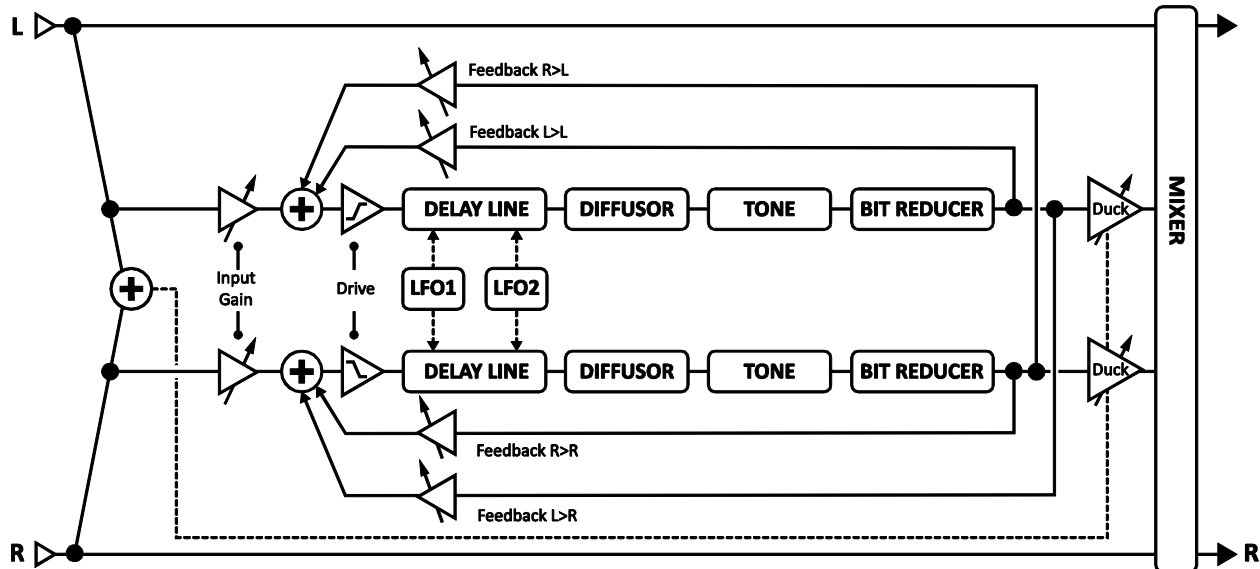 L
Feedback R>L
Feedback L>L
DELAY LINE
DIFFUSOR
TONE
BIT REDUCER
Duck
MIXER
Input
Gain
Drive
LFO1
LFO2
DELAY LINE
DIFFUSOR
TONE
BIT REDUCER
Duck
Feedback R>R
Feedback L>R
R
R